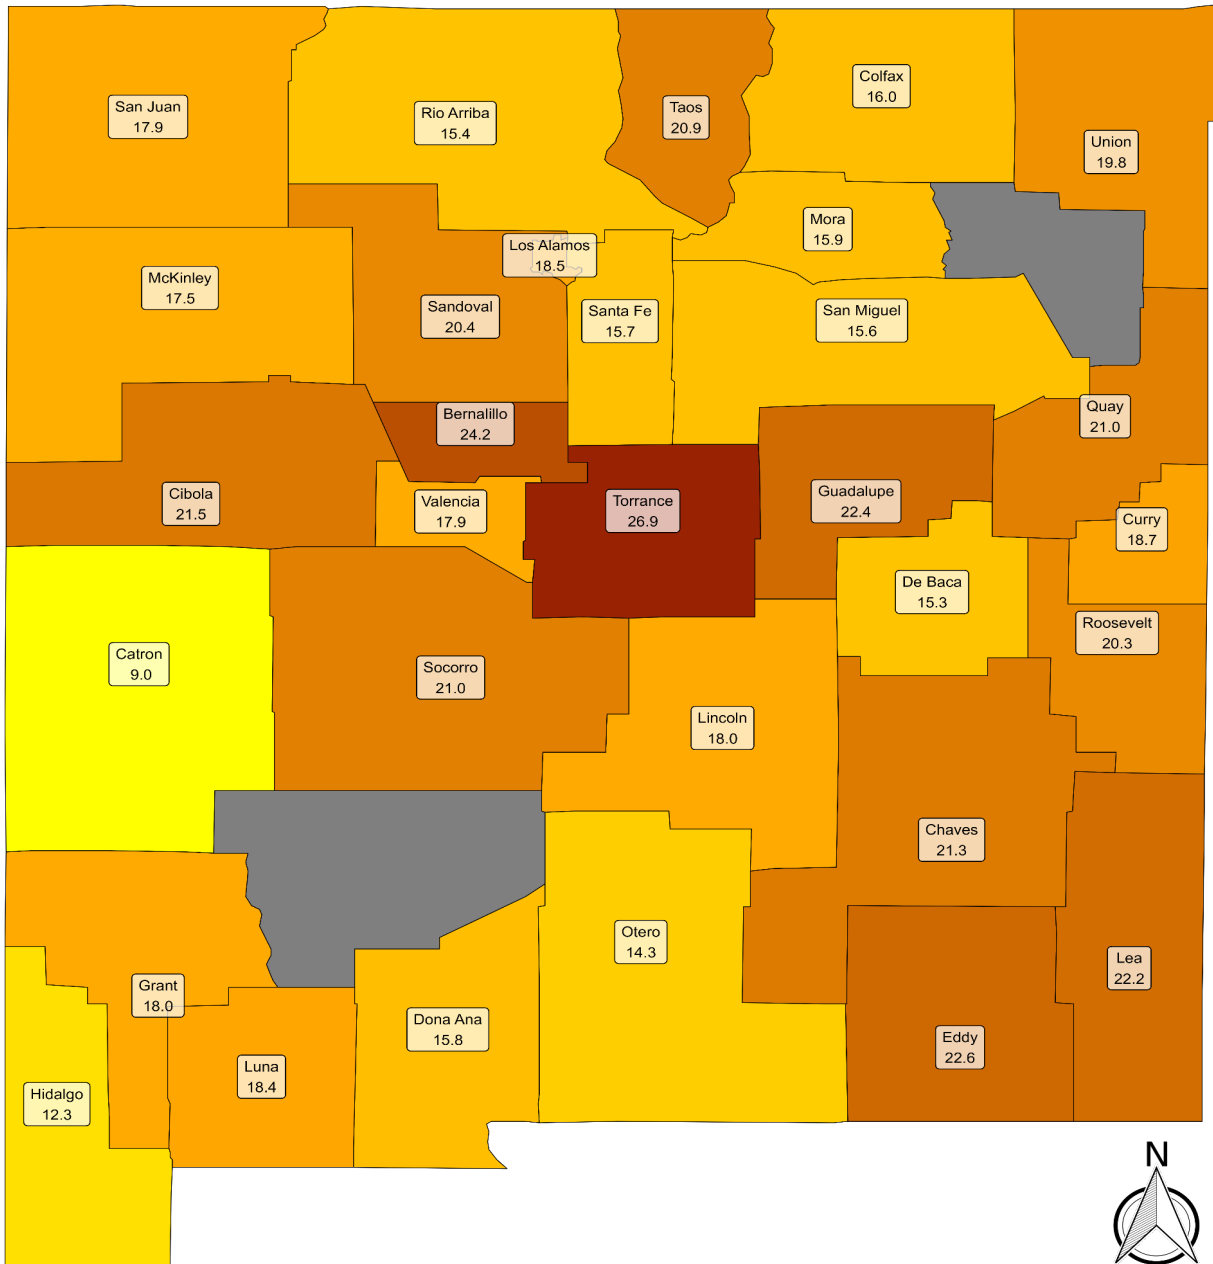 Colfax
16.0
San Juan
17.9
Rio Arriba
15.4
Taos
20.9
Union
19.8
Mora
15.9
Los Alamos
18.5
McKinley
17.5
Sandoval
20.4
Santa Fe
15.7
San Miguel
15.6
Bernalillo
24.2
Quay
21.0
Cibola
21.5
Valencia
17.9
Torrance
26.9
Guadalupe
22.4
Curry
18.7
De Baca
15.3
Roosevelt
20.3
Catron
9.0
Socorro
21.0
Lincoln
18.0
Chaves
21.3
Otero
14.3
Lea
22.2
Grant
18.0
Dona Ana
15.8
Eddy
22.6
Luna
18.4
Hidalgo
12.3
N